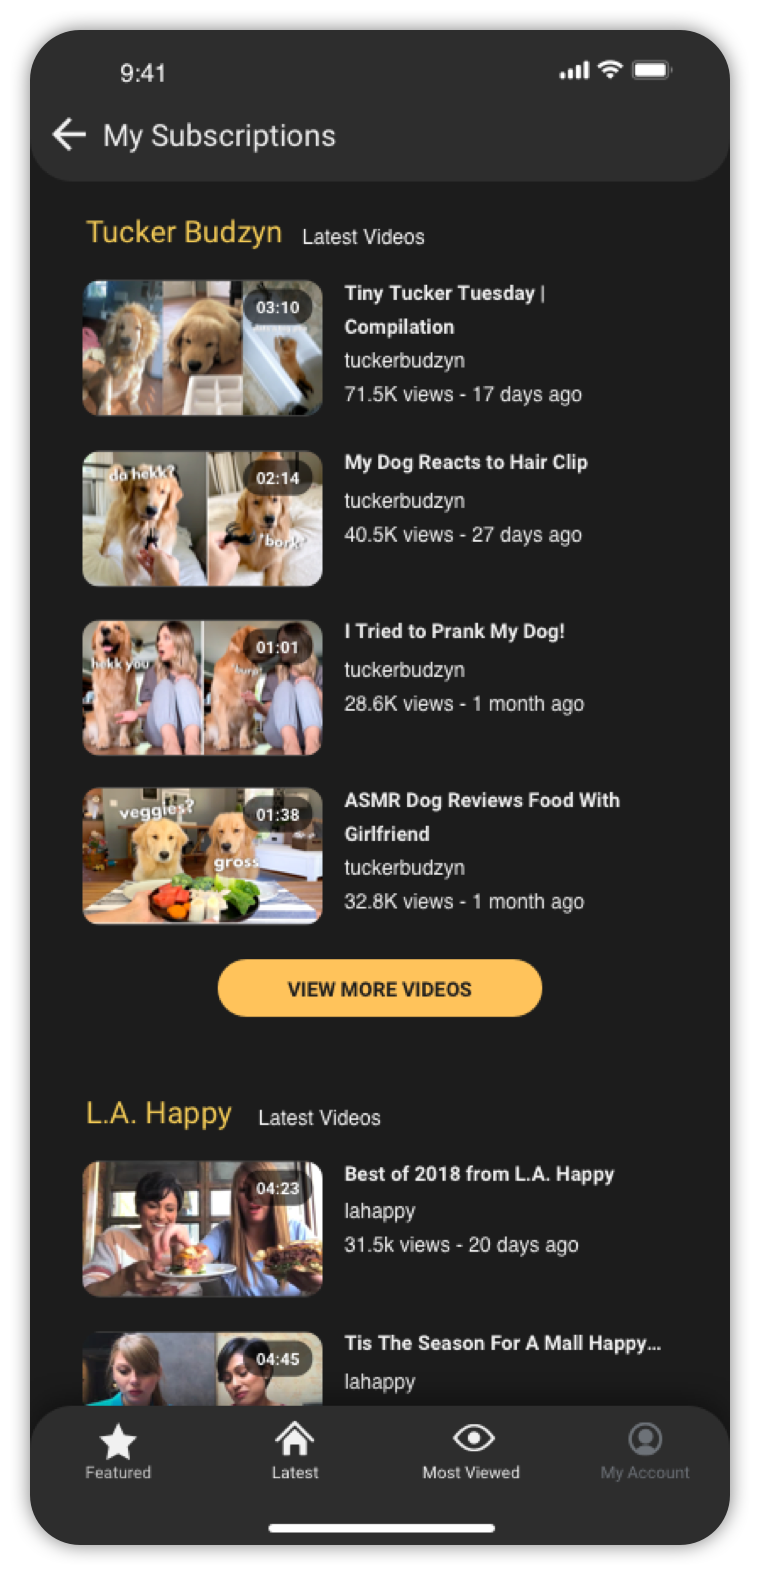 9:41
My Subscriptions
Tucker Budzyn Latest Videos
03:10
Tiny Tucker Tuesday |
Compilation
tuckerbudzyn
71.5K views - 17 days ago
da hekk?
02:14
"bork"
My Dog Reacts to Hair Clip
tuckerbudzyn
40.5K views - 27 days ago
hekk you
01:01
I Tried to Prank My Dog!
tuckerbudzyn
28.6K views - 1 month ago
veggies?
01:38
gross
ASMR Dog Reviews Food With
Girlfriend
tuckerbudzyn
32.8K views - 1 month ago
VIEW MORE VIDEOS
L.A. Happy Latest Videos
04:23
Best of 2018 from L.A. Happy
lahappy
31.5k views - 20 days ago
04:45
Tis The Season For A Mall Happy...
lahappy
Featured
Latest
Most Viewed
My Account